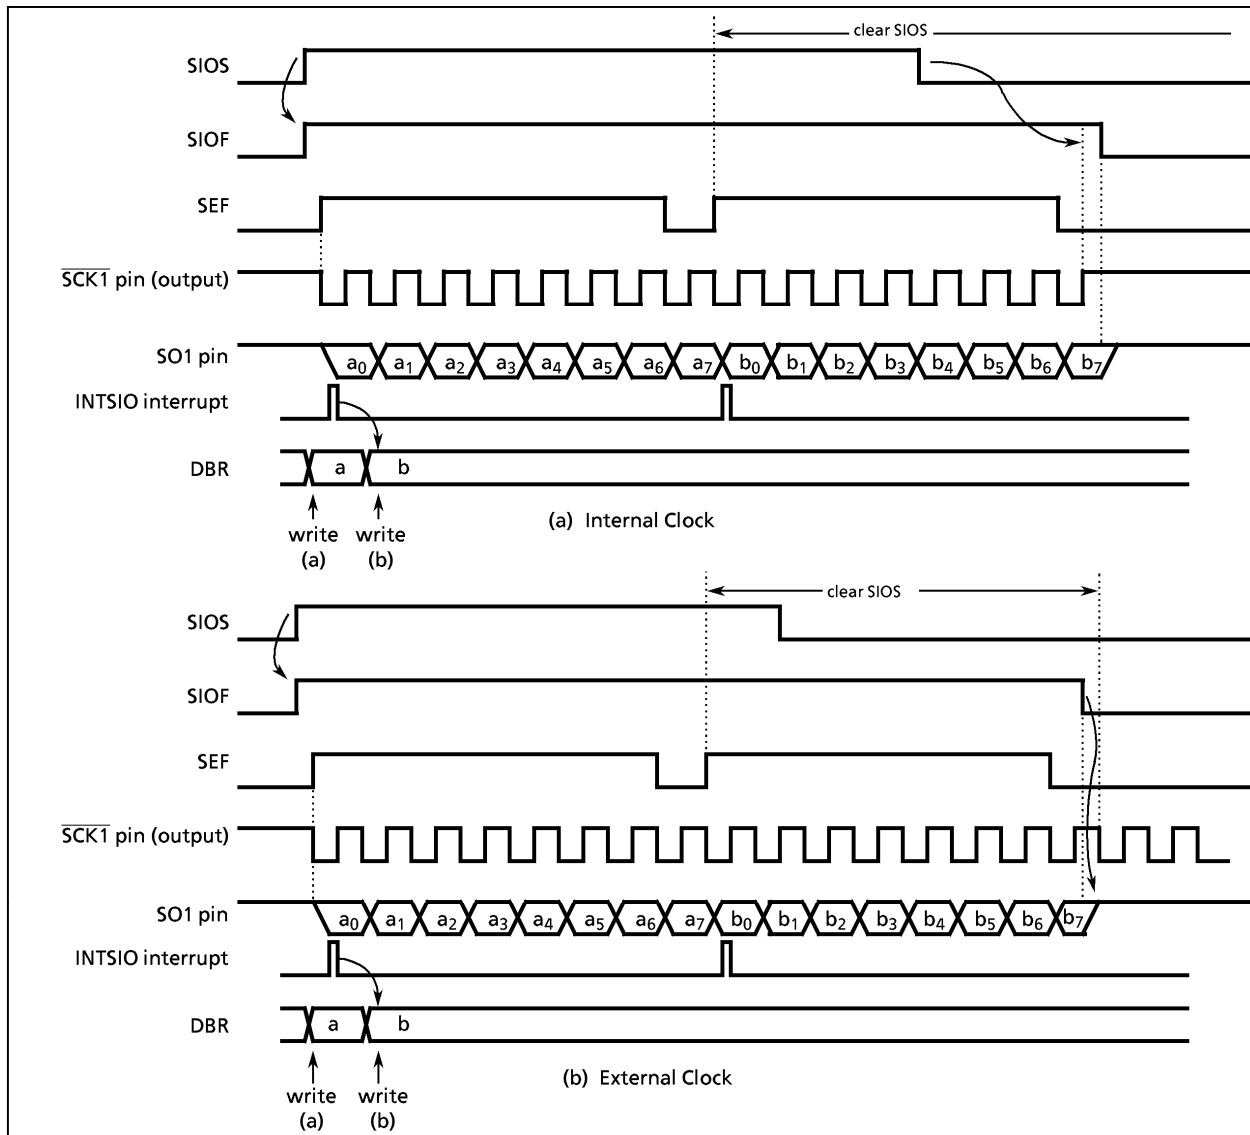 clear SIOS
SIOS
SIOF
SEF
SCK1 pin (output)
SO1 pin a0 a1 a2 a3 a4 a5 a6 a7 b0 b1 b2 b3 b4 b5 b6 b7
INTSIO interrupt
DBR a b
write write (a) Internal Clock
(a) (b)
clear SIOS
SIOS
SIOF
SEF
SCK1 pin (output)
SO1 pin a0 a1 a2 a3 a4 a5 a6 a7 b0 b1 b2 b3 b4 b5 b6 b7
INTSIO interrupt
DBR a b
write write (b) External Clock
(a) (b)